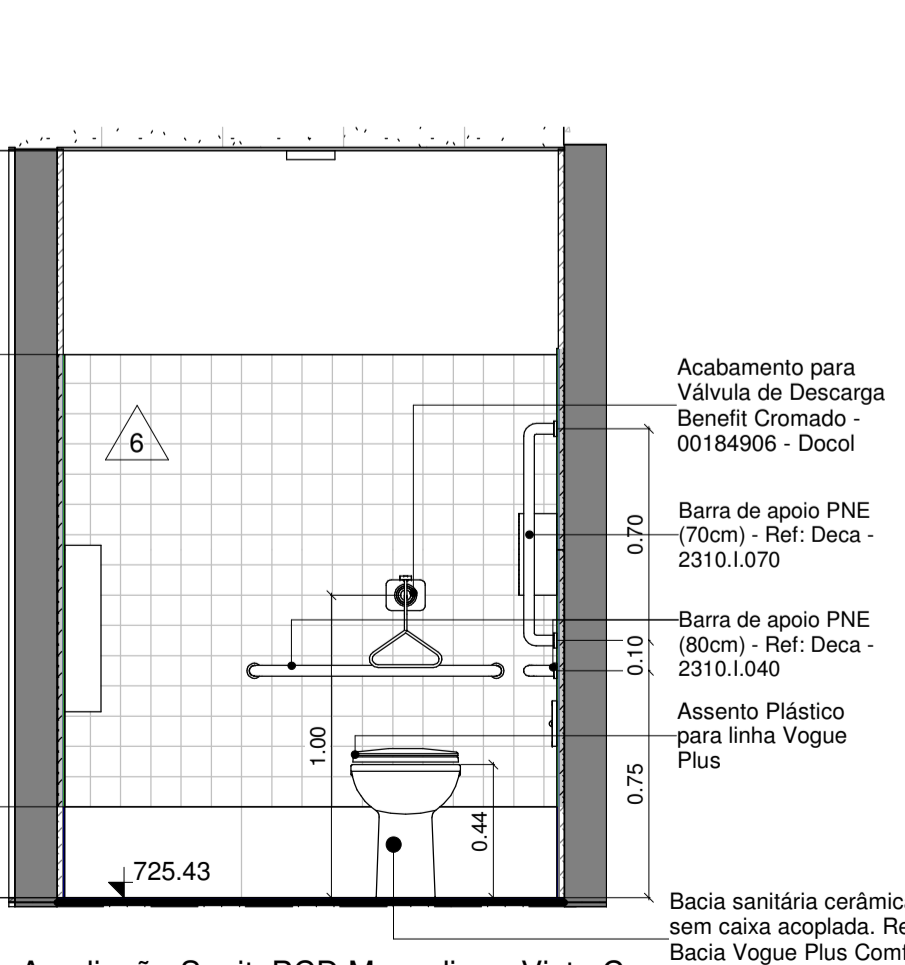 Acabamento para
Válvula de Descarga
Benefit Cromado -
00184906 - Docol
6
Barra de apoio PNE
(70cm) - Ref: Deca -
2310.I.070
0.70
Barra de apoio PNE
(80cm) - Ref: Deca -
2310.I.040
0.10
Assento Plástico
para linha Vogue
Plus
1.00
0.75
0.44
725.43
Bacia sanitária cerâmica
sem caixa acoplada. Re
Bacia Vogue Plus Comf